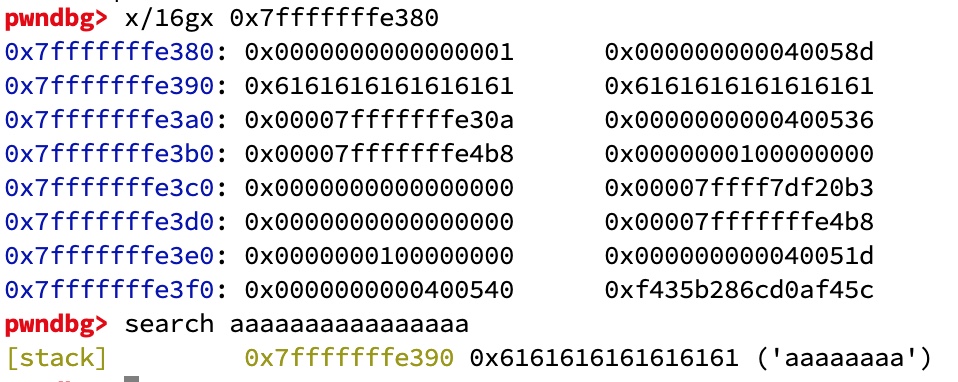 pwndbg> x/16gx 0x7fffffffe380
0x7fffffffe380: 0x0000000000000001 0x000000000040058d
0x7fffffffe390: 0x6161616161616161 0x6161616161616161
0x7fffffffe3a0: 0x00007fffffffe30a 0x0000000000400536
0x7fffffffe3b0: 0x00007fffffffe4b8 0x0000000100000000
0x7fffffffe3c0: 0x0000000000000000 0x00007ffff7df20b3
0x7fffffffe3d0: 0x0000000000000000 0x00007fffffffe4b8
0x7fffffffe3e0: 0x0000000100000000 0x000000000040051d
0x7fffffffe3f0: 0x0000000000400540 0xf435b286cd0af45c
pwndbg> search aaaaaaaaaaaaaaaa
[stack] 0x7fffffffe390 0x6161616161616161 ('aaaaaaaa')